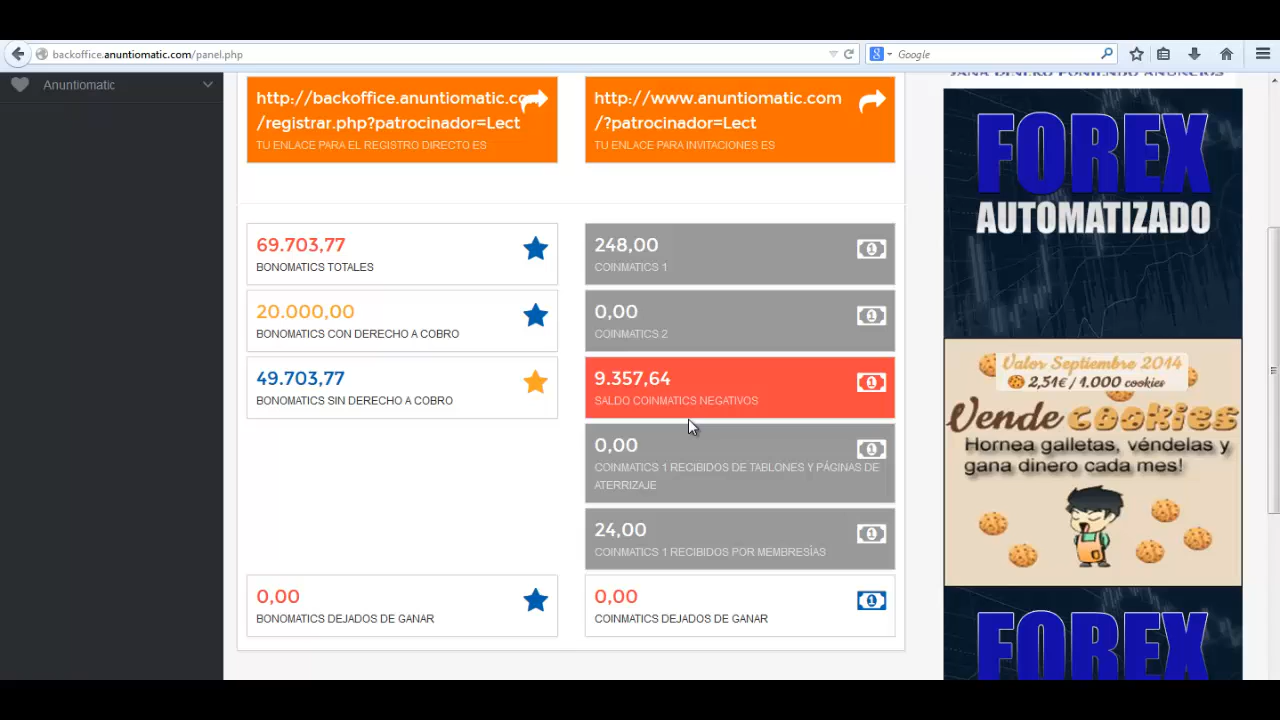 backoffice.anuntiomatic.com/panel.php
Google
Anuntiomatic
http://backoffice.anuntiomatic.com
/registrar.php?patrocinador=Lect
TU ENLACE PARA EL REGISTRO DIRECTO ES
http://www.anuntiomatic.com
/?patrocinador=Lect
TU ENLACE PARA INVITACIONES ES
69.703,77
BONOMATICS TOTALES
20.000,00
BONOMATICS CON DERECHO A COBRO
49.703,77
BONOMATICS SIN DERECHO A COBRO
0,00
BONOMATICS DEJADOS DE GANAR
248,00
COINMATICS 1
0,00
COINMATICS 2
9.357,64
SALDO COINMATICS NEGATIVOS
0,00
COINMATICS 1 RECIBIDOS DE TABLONES Y PÁGINAS DE
ATERRIZAJE
24,00
COINMATICS 1 RECIBIDOS POR MEMBRESÍAS
0,00
COINMATICS DEJADOS DE GANAR
GANA DINERO PONIENDO ANUNCIOS
FOREX
AUTOMATIZADO
Valor Septiembre 2014
2,51€ / 1.000 cookies
Vende cookies
Hornea galletas, véndelas y
gana dinero cada mes!
FOREX